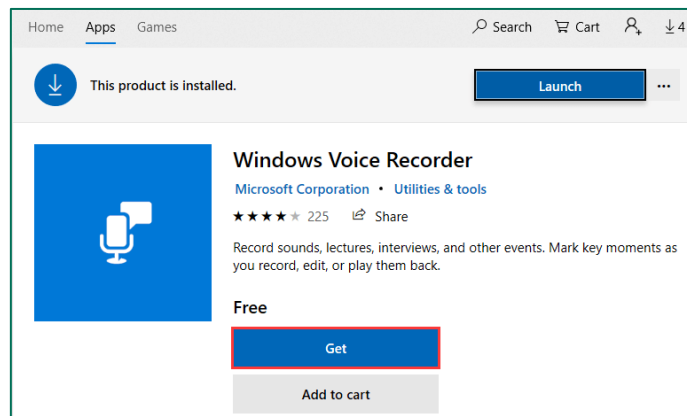 Home Apps Games Search Cart 4
This product is installed. Launch ...
Windows Voice Recorder
Microsoft Corporation • Utilities & tools
★★★★★ 225 Share
Record sounds, lectures, interviews, and other events. Mark key moments as
you record, edit, or play them back.
Free
Get
Add to cart